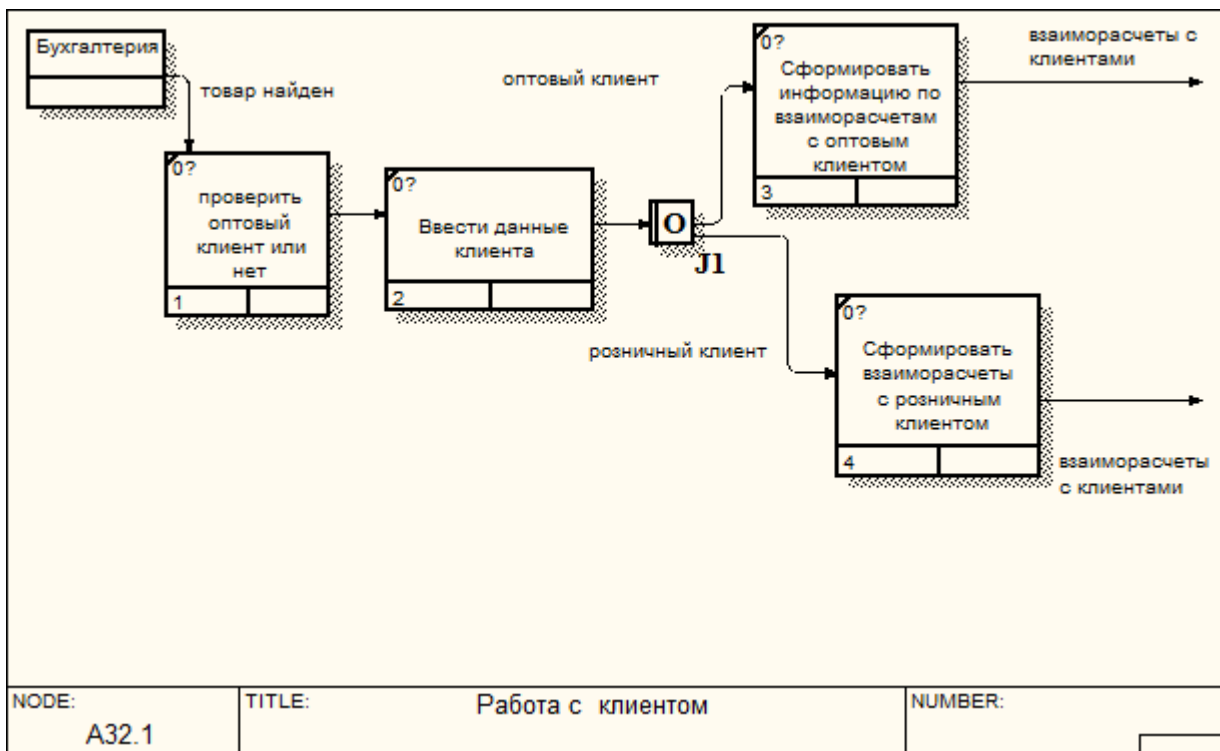 Бухгалтерия
товар найден
0?
проверить
оптовый
клиент или
нет
1
0?
Ввести данные
клиента
2
O
J1
оптовый клиент
0?
Сформировать
информацию по
взаиморасчетам
с оптовым
клиентом
3
взаиморасчеты с
клиентами
розничный клиент
0?
Сформировать
взаиморасчеты
с розничным
клиентом
4
взаиморасчеты
с клиентами
NODE:
A32.1
TITLE:
Работа с клиентом
NUMBER: